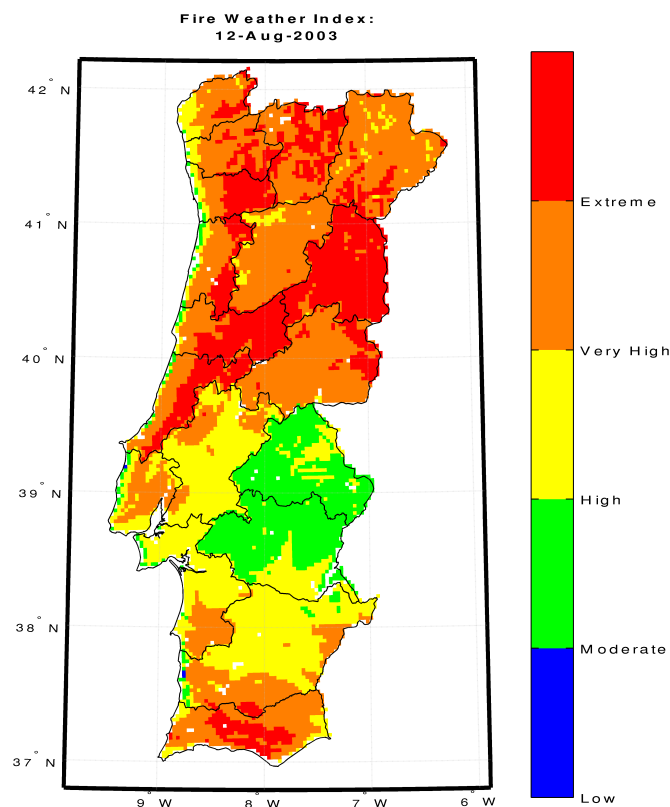 Fire Weather Index:
12-Aug-2003
42° N
41° N
40° N
39° N
38° N
37° N
9° W
8° W
7° W
6° W
Extreme
Very High
High
Moderate
Low